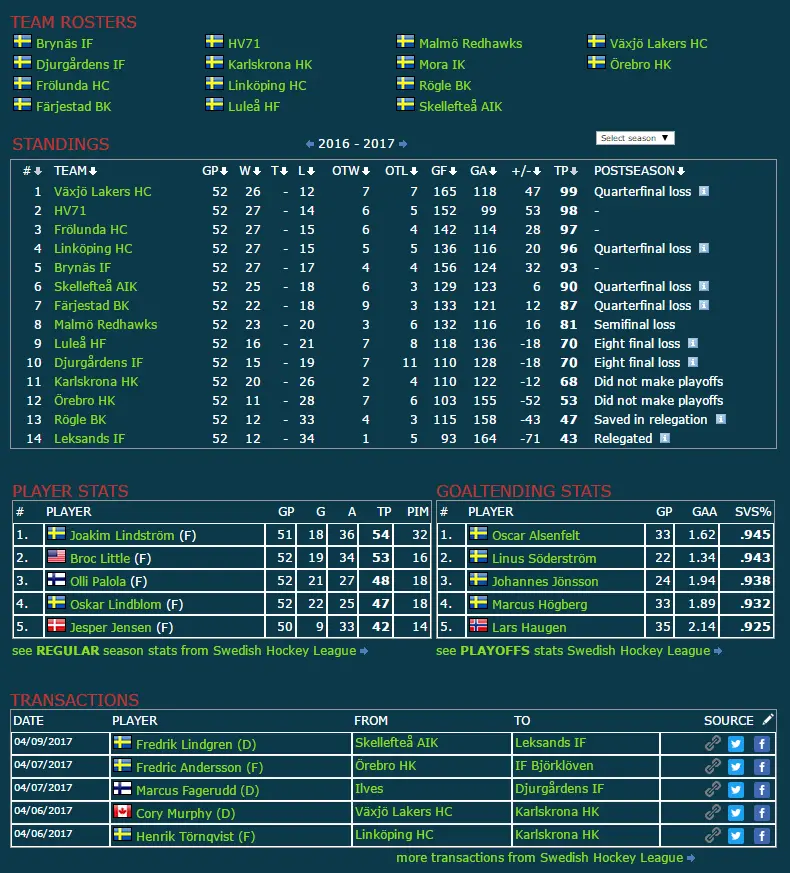 TEAM ROSTERS
Brynäs IF HV71 Malmö Redhawks Växjö Lakers HC
Djurgårdens IF Karlskrona HK Mora IK Örebro HK
Frölunda HC Linköping HC Rögle BK
Färjestad BK Luleå HF Skellefteå AIK
STANDINGS 2016 - 2017 Select season
# TEAM GP W T L OTW OTL GF GA +/- TP POSTSEASON
1 Växjö Lakers HC 52 26 - 12 7 7 165 118 47 99 Quarterfinal loss
2 HV71 52 27 - 14 6 5 152 99 53 98 -
3 Frölunda HC 52 27 - 15 6 4 142 114 28 97 -
4 Linköping HC 52 27 - 15 5 5 136 116 20 96 Quarterfinal loss
5 Brynäs IF 52 27 - 17 4 4 156 124 32 93 -
6 Skellefteå AIK 52 25 - 18 6 3 129 123 6 90 Quarterfinal loss
7 Färjestad BK 52 22 - 18 9 3 133 121 12 87 Quarterfinal loss
8 Malmö Redhawks 52 23 - 20 3 6 132 116 16 81 Semifinal loss
9 Luleå HF 52 16 - 21 7 8 118 136 -18 70 Eight final loss
10 Djurgårdens IF 52 15 - 19 7 11 110 128 -18 70 Eight final loss
11 Karlskrona HK 52 20 - 26 2 4 110 122 -12 68 Did not make playoffs
12 Örebro HK 52 11 - 28 7 6 103 155 -52 53 Did not make playoffs
13 Rögle BK 52 12 - 33 4 3 115 158 -43 47 Saved in relegation
14 Leksands IF 52 12 - 34 1 5 93 164 -71 43 Relegated
PLAYER STATS
# PLAYER GP G A TP PIM
1. Joakim Lindström (F) 51 18 36 54 32
2. Broc Little (F) 52 19 34 53 16
3. Olli Palola (F) 52 21 27 48 18
4. Oskar Lindblom (F) 52 22 25 47 18
5. Jesper Jensen (F) 50 9 33 42 14
see REGULAR season stats from Swedish Hockey League
GOALTENDING STATS
# PLAYER GP GAA SVS%
1. Oscar Alsenfelt 33 1.62 .945
2. Linus Söderström 22 1.34 .943
3. Johannes Jönsson 24 1.94 .938
4. Marcus Högberg 33 1.89 .932
5. Lars Haugen 35 2.14 .925
see PLAYOFFS stats Swedish Hockey League
TRANSACTIONS
DATE PLAYER FROM TO SOURCE
04/09/2017 Fredrik Lindgren (D) Skellefteå AIK Leksands IF
04/07/2017 Fredric Andersson (F) Örebro HK IF Björklöven
04/07/2017 Marcus Fagerudd (D) Ilves Djurgårdens IF
04/06/2017 Cory Murphy (D) Växjö Lakers HC Karlskrona HK
04/06/2017 Henrik Törnqvist (F) Linköping HC Karlskrona HK
more transactions from Swedish Hockey League